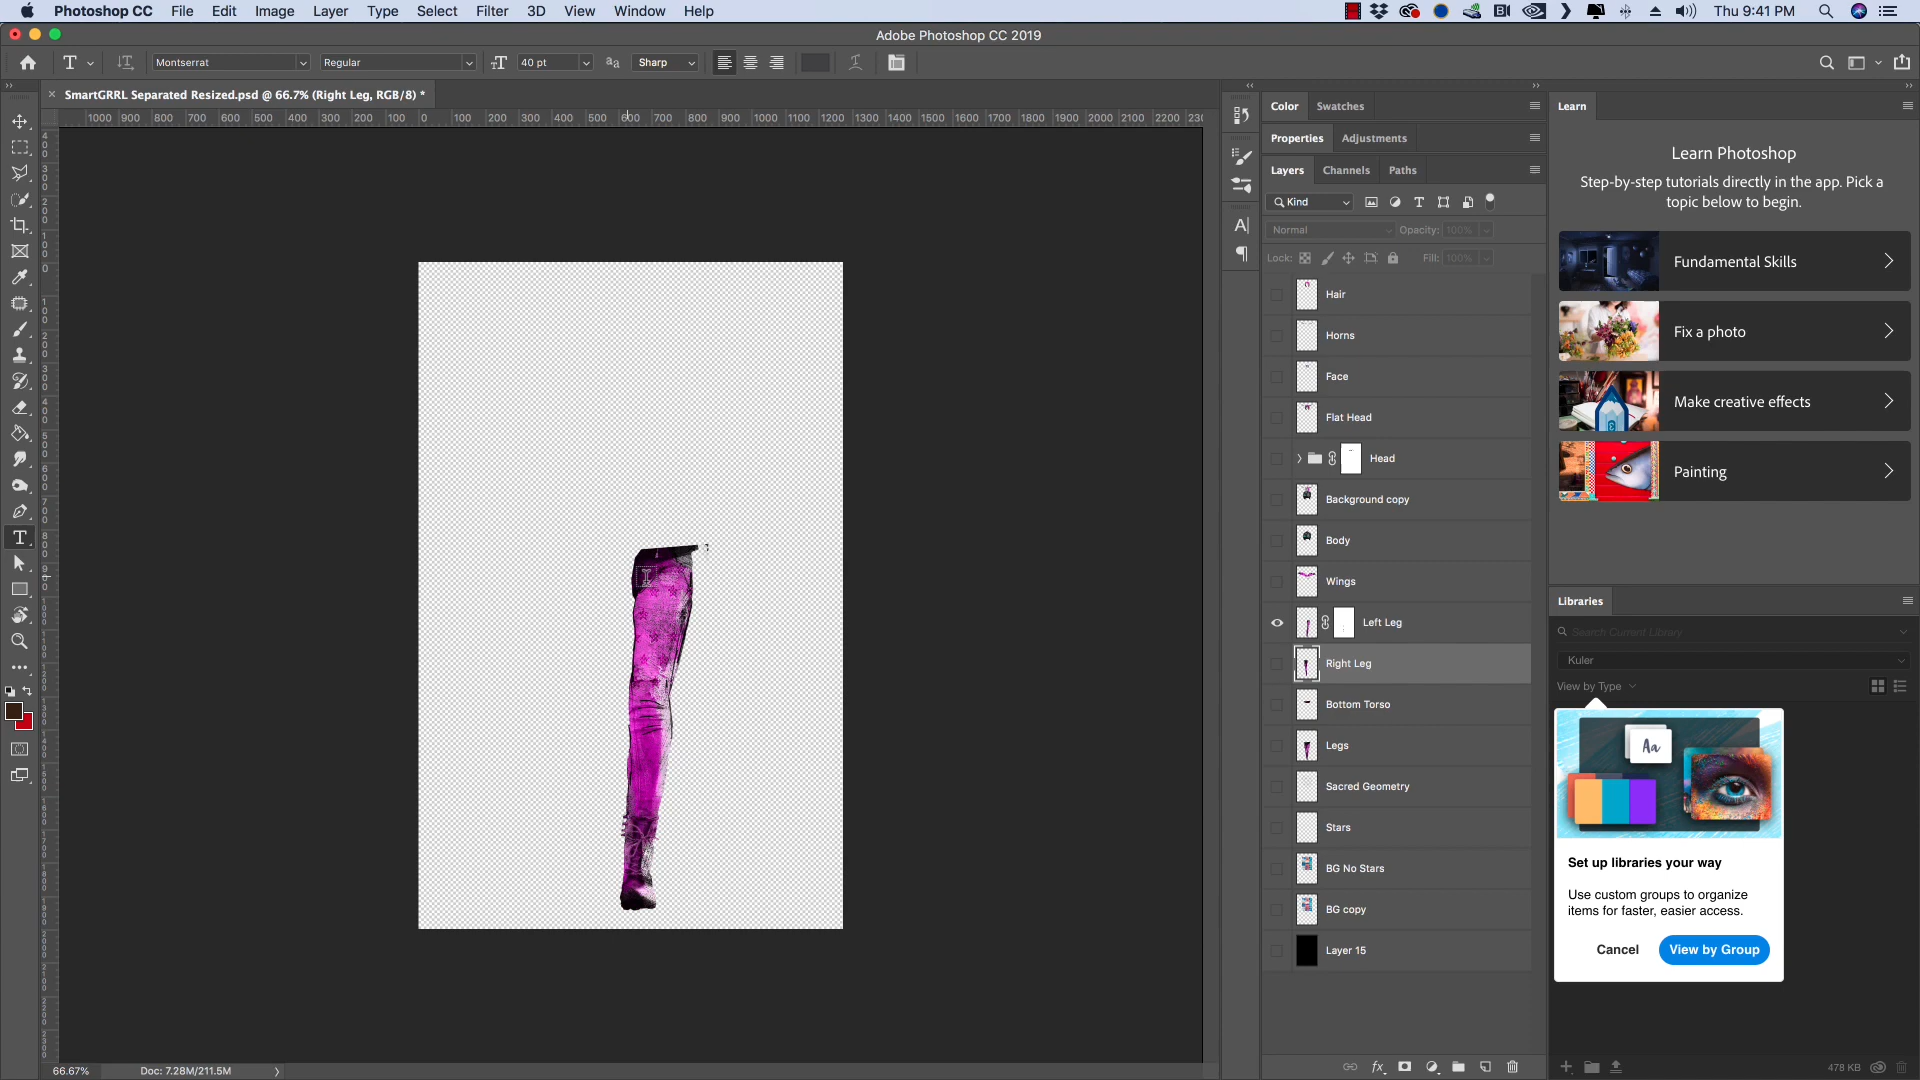 Photoshop CC File Edit Image Layer Type Select Filter 3D View Window Help Thu 9:41 PM
Adobe Photoshop CC 2019
Montserrat Regular 40 pt Sharp
SmartGRRL Separated Resized.psd @ 66.7% (Right Leg, RGB/8) *
1000 900 800 700 600 500 400 300 200 100 0 100 200 300 400 500 600 700 800 900 1000 1100 1200 1300 1400 1500 1600 1700 1800 1900 2000 2100 2200
Color Swatches
Properties Adjustments
Layers Channels Paths
Kind
Normal Opacity: 100%
Lock: Fill: 100%
Hair
Horns
Face
Flat Head
Head
Background copy
Body
Wings
Left Leg
Right Leg
Bottom Torso
Legs
Sacred Geometry
Stars
BG No Stars
BG copy
Layer 15
Learn
Learn Photoshop
Step-by-step tutorials directly in the app. Pick a
topic below to begin.
Fundamental Skills
Fix a photo
Make creative effects
Painting
Libraries
Search Current Library
Kuler
View by Type
Aa
Set up libraries your way
Use custom groups to organize
items for faster, easier access.
Cancel View by Group
478 KB
66.67% Doc: 7.28M/211.5M